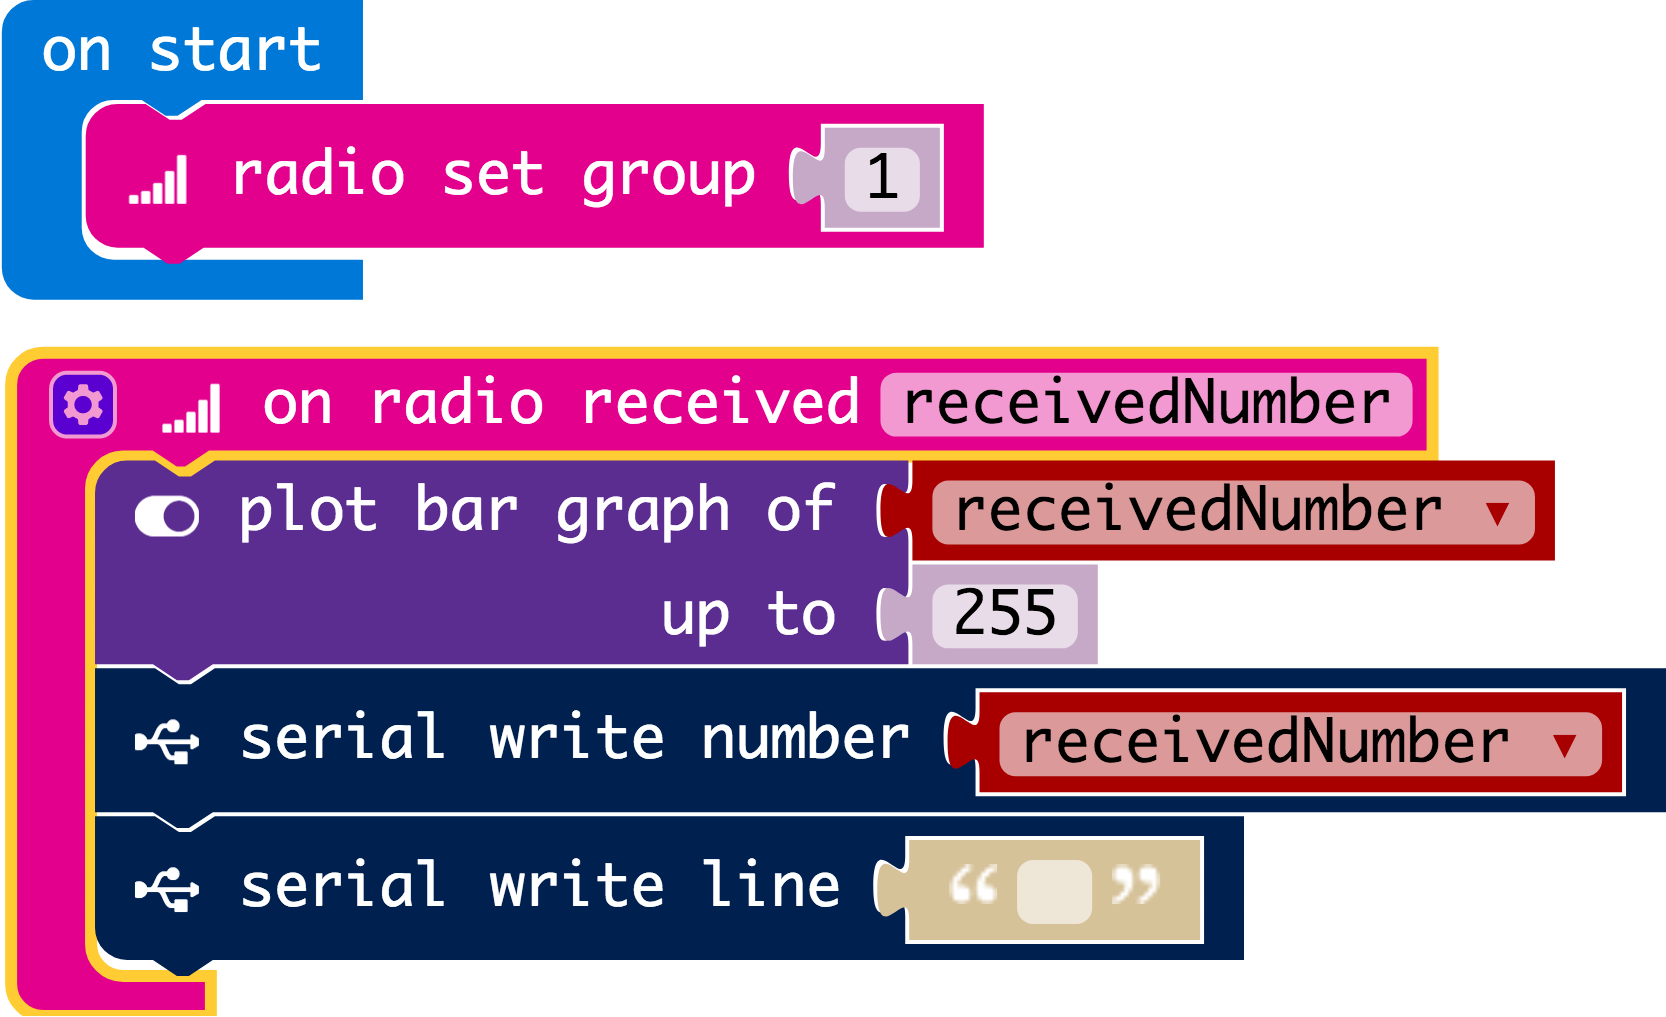 on start
radio set group 1
on radio received receivedNumber
plot bar graph of receivedNumber ▼
up to 255
serial write number receivedNumber ▼
serial write line “ ”